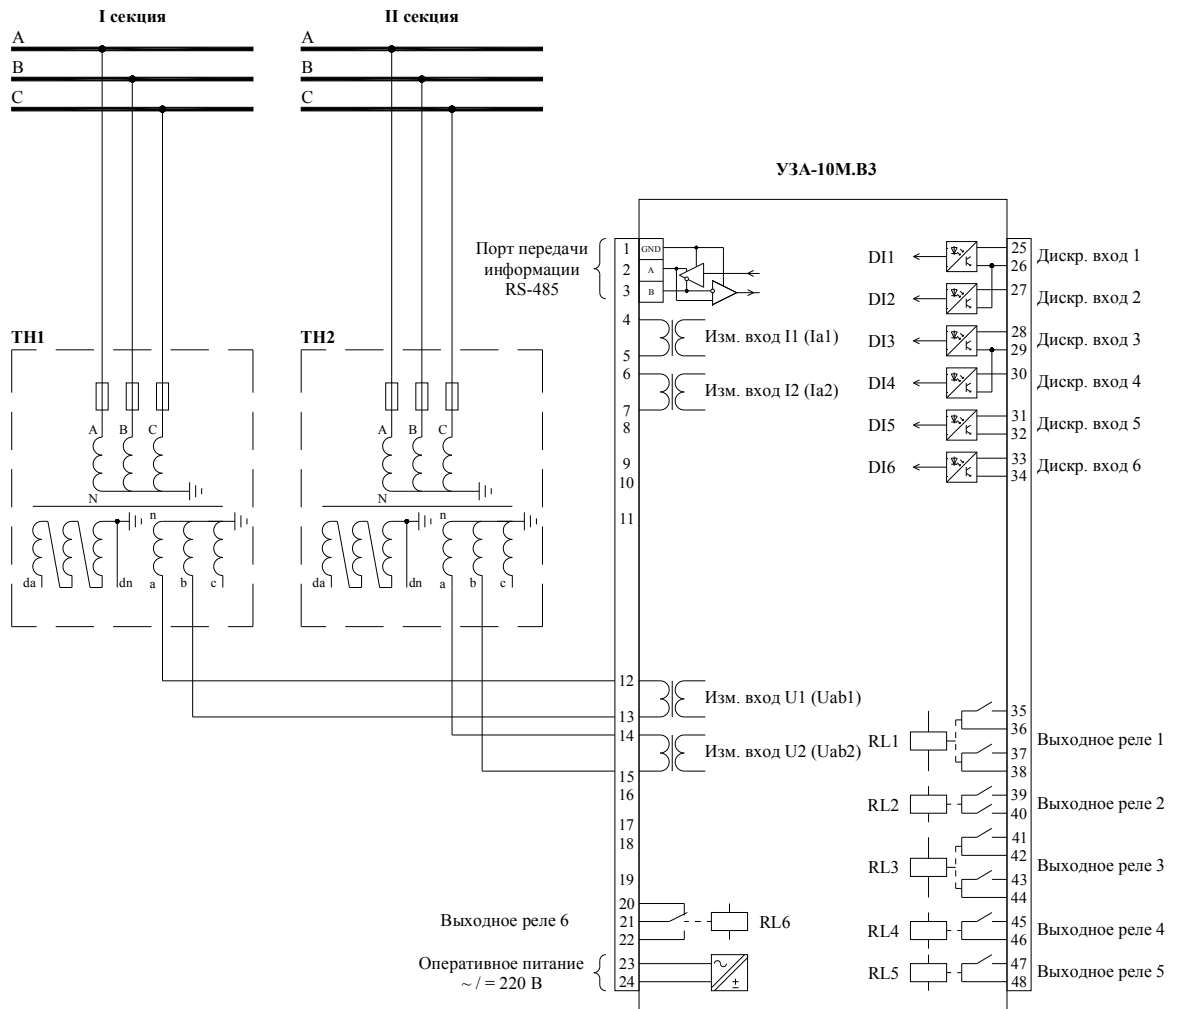 I секция
II секция
A
B
C
A
B
C
УЗА-10М.В3
Порт передачи
информации
RS-485
1
GND
2
A
3
B
4
5
Изм. вход I1 (Ia1)
6
7
Изм. вход I2 (Ia2)
8
9
10
11
DI1
25
26
Дискр. вход 1
DI2
27
Дискр. вход 2
DI3
28
29
Дискр. вход 3
DI4
30
Дискр. вход 4
DI5
31
32
Дискр. вход 5
DI6
33
34
Дискр. вход 6
ТН1
A
B
C
N
n
da
dn
a
b
c
ТН2
A
B
C
N
n
da
dn
a
b
c
12
13
Изм. вход U1 (Uab1)
14
15
Изм. вход U2 (Uab2)
16
17
18
19
Выходное реле 6
20
21
22
RL6
Оперативное питание
~ / = 220 В
23
24
RL1
35
36
37
38
Выходное реле 1
RL2
39
40
Выходное реле 2
RL3
41
42
43
44
Выходное реле 3
RL4
45
46
Выходное реле 4
RL5
47
48
Выходное реле 5